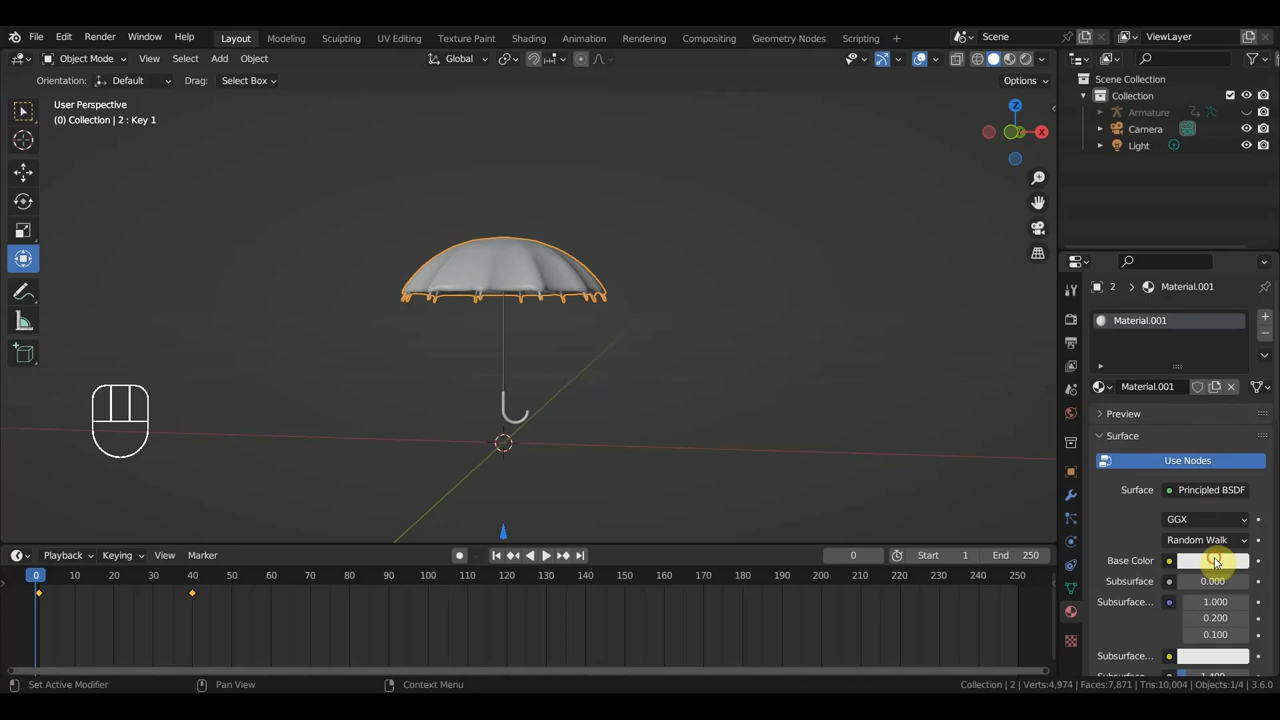 File Edit Render Window Help Layout Modeling Sculpting UV Editing Texture Paint Shading Animation Rendering Compositing Geometry Nodes Scripting + Scene ViewLayer
Object Mode View Select Add Object Global Options
Orientation: Default Drag: Select Box
User Perspective
(0) Collection | 2 : Key 1
Z
X
Y
Scene Collection
Collection
Armature
Camera
Light
2 > Material.001
Material.001
Material.001
Preview
Surface
Use Nodes
Surface Principled BSDF
GGX
Random Walk
Base Color
Subsurface 0.000
Subsurface... 1.000
0.200
0.100
Subsurface...
Subsurface... 1.400
Playback Keying View Marker 0 Start 1 End 250
0 10 20 30 40 50 60 70 80 90 100 110 120 130 140 150 160 170 180 190 200 210 220 230 240 250
Set Active Modifier Pan View Context Menu Collection | 2 | Verts:4,974 | Faces:7,871 | Tris:10,004 | Objects:1/4 | 3.6.0